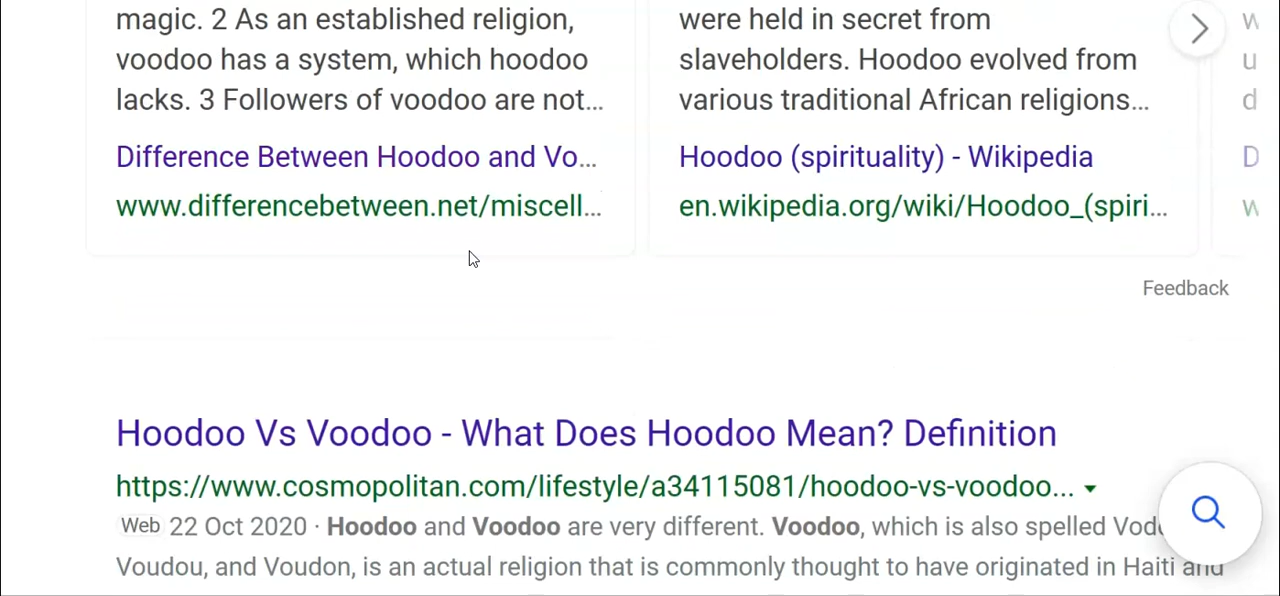 magic. 2 As an established religion,
voodoo has a system, which hoodoo
lacks. 3 Followers of voodoo are not...
Difference Between Hoodoo and Vo...
www.differencebetween.net/miscell...
were held in secret from
slaveholders. Hoodoo evolved from
various traditional African religions...
Hoodoo (spirituality) - Wikipedia
en.wikipedia.org/wiki/Hoodoo_(spiri...
Feedback
Hoodoo Vs Voodoo - What Does Hoodoo Mean? Definition
https://www.cosmopolitan.com/lifestyle/a34115081/hoodoo-vs-voodoo...
Web 22 Oct 2020 · Hoodoo and Voodoo are very different. Voodoo, which is also spelled
Voudou, and Voudon, is an actual religion that is commonly thought to have originated in Haiti and